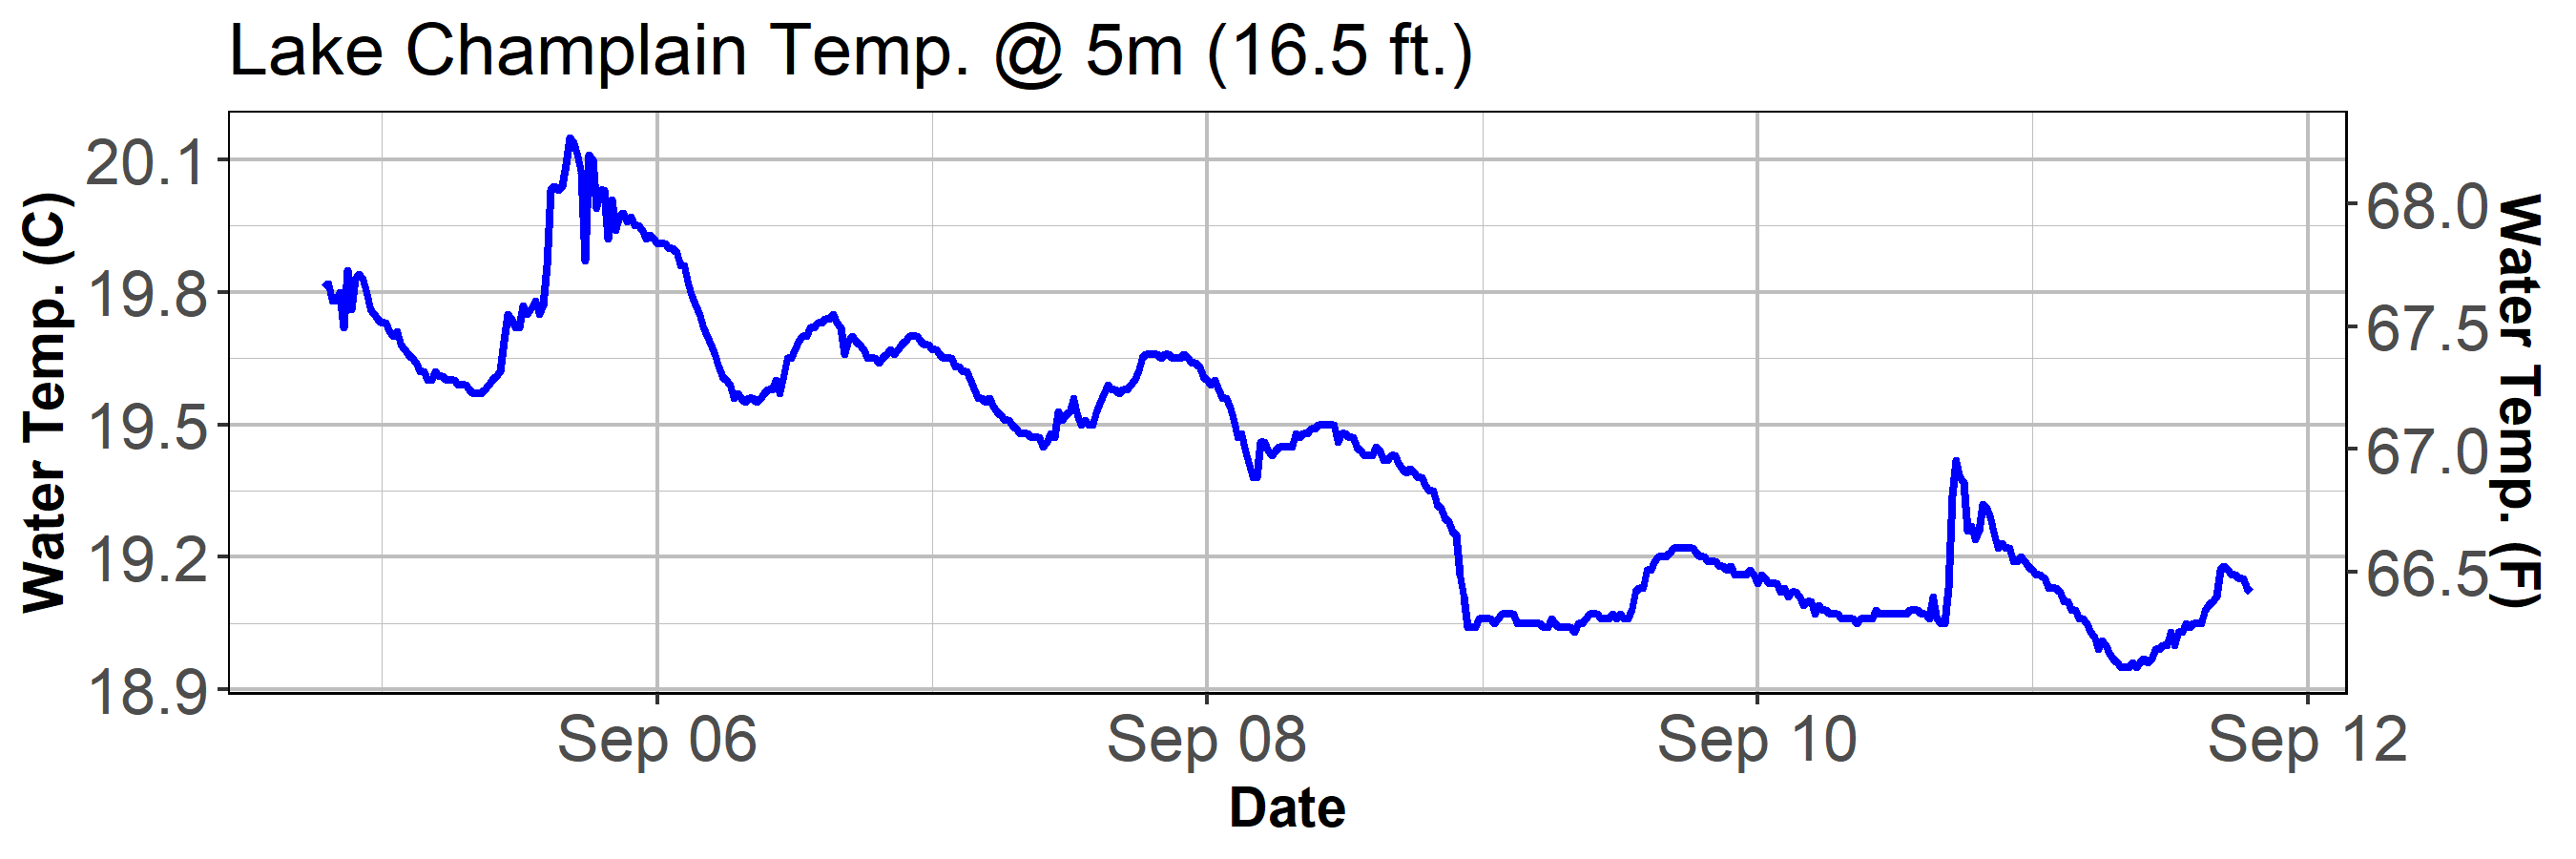 Lake Champlain Temp. @ 5m (16.5 ft.)
Water Temp. (C)
20.1
19.8
19.5
19.2
18.9
68.0
67.5
67.0
66.5
Water Temp. (F)
Sep 06
Sep 08
Sep 10
Sep 12
Date